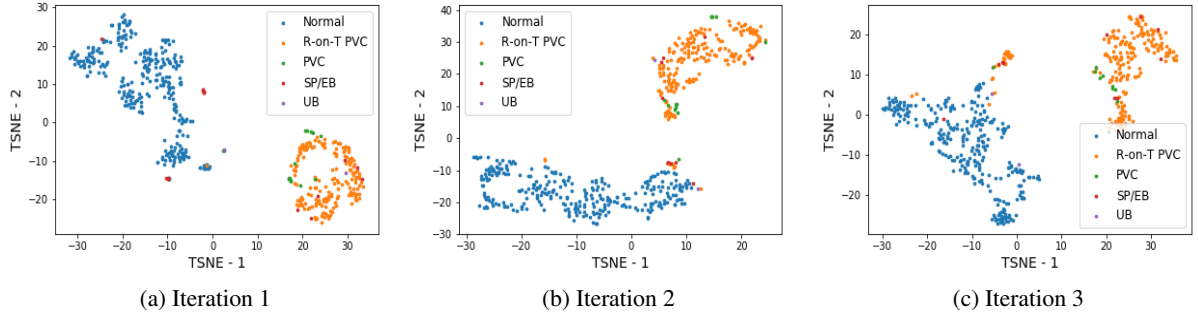 30
20
10
0
−10
−20
TSNE - 2
−30
−20
−10
0
10
20
30
TSNE - 1
Normal
R-on-T PVC
PVC
SP/EB
UB
(a) Iteration 1
40
30
20
10
0
−10
−20
−30
TSNE - 2
−30
−20
−10
0
10
20
TSNE - 1
Normal
R-on-T PVC
PVC
SP/EB
UB
(b) Iteration 2
20
10
0
−10
−20
TSNE - 2
−30
−20
−10
0
10
20
30
TSNE - 1
Normal
R-on-T PVC
PVC
SP/EB
UB
(c) Iteration 3